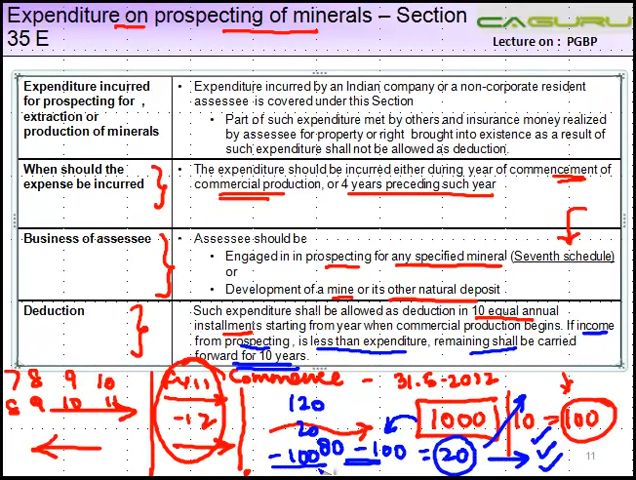 Expenditure on prospecting of minerals – Section
35 E
CAGURU
Lecture on : PGBP
Expenditure incurred
for prospecting for ,
extraction or
production of minerals
• Expenditure incurred by an Indian company or a non-corporate resident
assessee is covered under this Section
• Part of such expenditure met by others and insurance money realized
by assessee for property or right brought into existence as a result of
such expenditure shall not be allowed as deduction.
When should the
expense be incurred
• The expenditure should be incurred either during year of commencement of
commercial production, or 4 years preceding such year
Business of assessee
• Assessee should be
• Engaged in in prospecting for any specified mineral (Seventh schedule)
or
• Development of a mine or its other natural deposit
Deduction
Such expenditure shall be allowed as deduction in 10 equal annual
installments starting from year when commercial production begins. If income
from prospecting, is less than expenditure, remaining shall be carried
forward for 10 years.
7 8 9 10
8 9 10 11
11
-12
Commence - 31.5.2012
120
20
-100
80 -100 = 20
1000 10 = 100
11